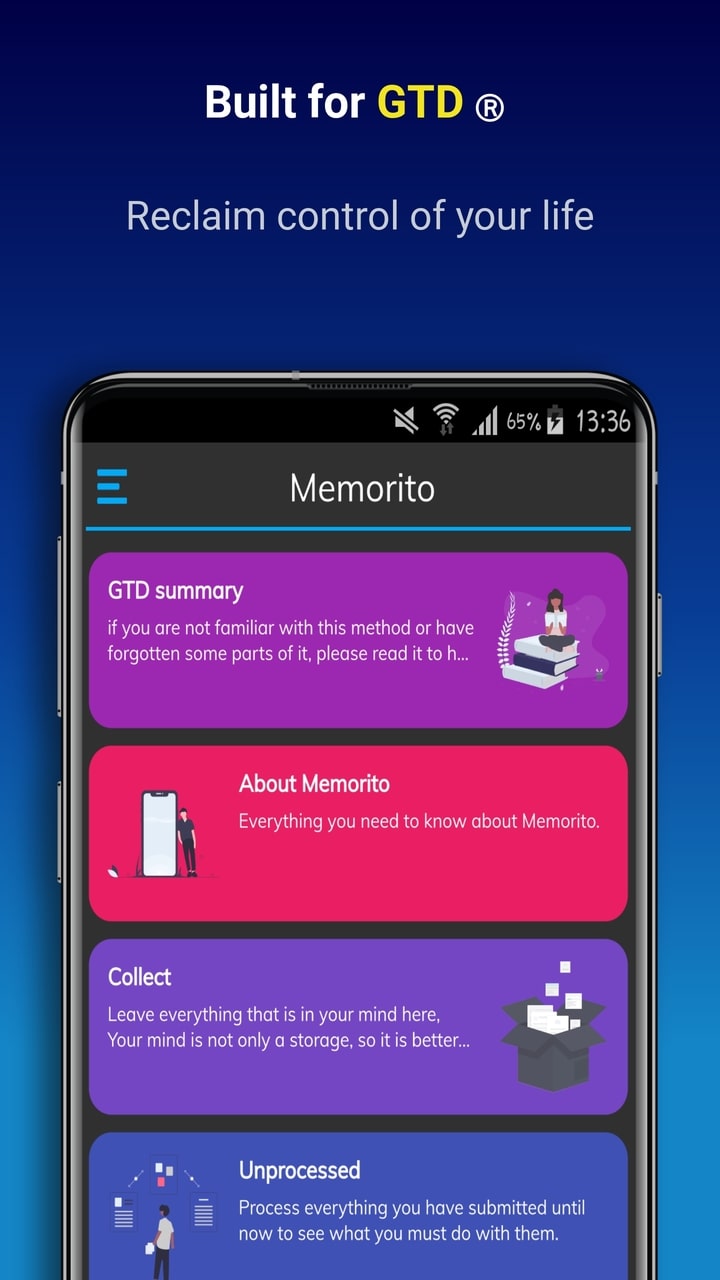 Built for GTD ®
Reclaim control of your life
65% 13:36
Memorito
GTD summary
if you are not familiar with this method or have
forgotten some parts of it, please read it to h...
About Memorito
Everything you need to know about Memorito.
Collect
Leave everything that is in your mind here,
Your mind is not only a storage, so it is better...
Unprocessed
Process everything you have submitted until
now to see what you must do with them.